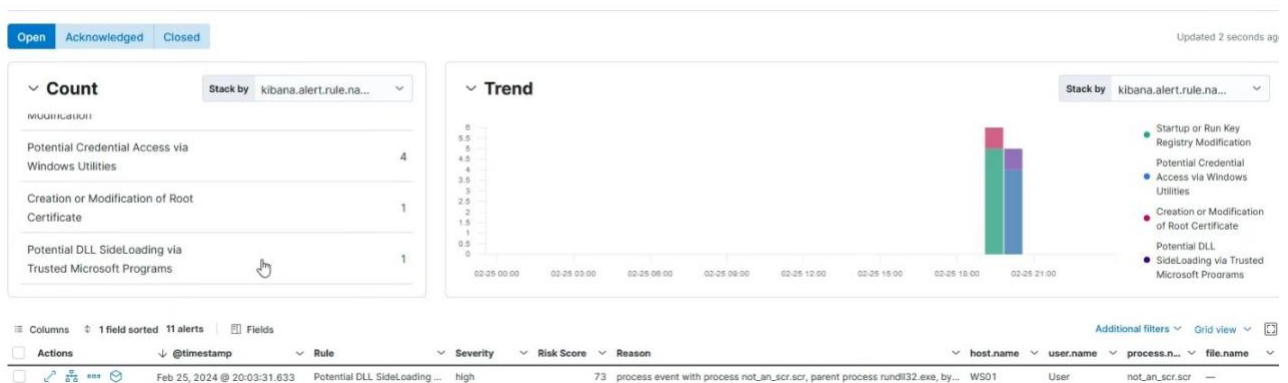 Open Acknowledged Closed
Updated 2 seconds ag
Count
Stack by kibana.alert.rule.na...
Modification
Potential Credential Access via
Windows Utilities
4
Creation or Modification of Root
Certificate
1
Potential DLL SideLoading via
Trusted Microsoft Programs
1
Trend
Stack by kibana.alert.rule.na...
6
5.5
5
4.5
4
3.5
3
2.5
2
1.5
1
0.5
0
02-25 00:00 02-25 03:00 02-25 06:00 02-25 09:00 02-25 12:00 02-25 15:00 02-25 18:00 02-25 21:00
Startup or Run Key
Registry Modification
Potential Credential
Access via Windows
Utilities
Creation or Modification
of Root Certificate
Potential DLL
SideLoading via Trusted
Microsoft Programs
Columns 1 field sorted 11 alerts Fields
Additional filters Grid view
Actions @timestamp Rule Severity Risk Score Reason host.name user.name process.n... file.name
Feb 25, 2024 @ 20:03:31.633 Potential DLL SideLoading ... high 73 process event with process not_an_scr.scr, parent process rundll32.exe, by... WS01 User not_an_scr.scr —